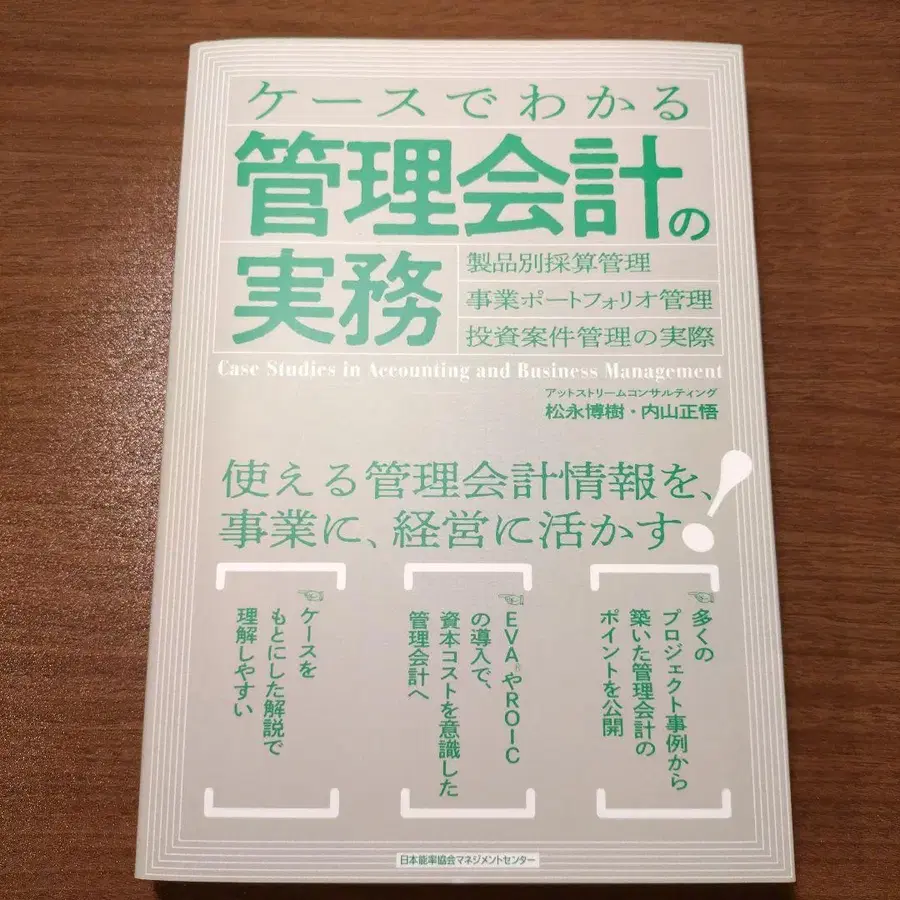 ケースでわかる
管理会計の
実務
製品別採算管理
事業ポートフォリオ管理
投資案件管理の実際
Case Studies in Accounting and Business Management
アットストリームコンサルティング
松永博樹・内山正悟
使える管理会計情報を、
事業に、経営に活かす!
☜多くの
プロジェクト事例から
築いた管理会計の
ポイントを公開
☜EVA®やROIC
の導入で、
資本コストを意識した
管理会計へ
☜ケースを
もとにした解説で
理解しやすい
日本能率協会マネジメントセンター